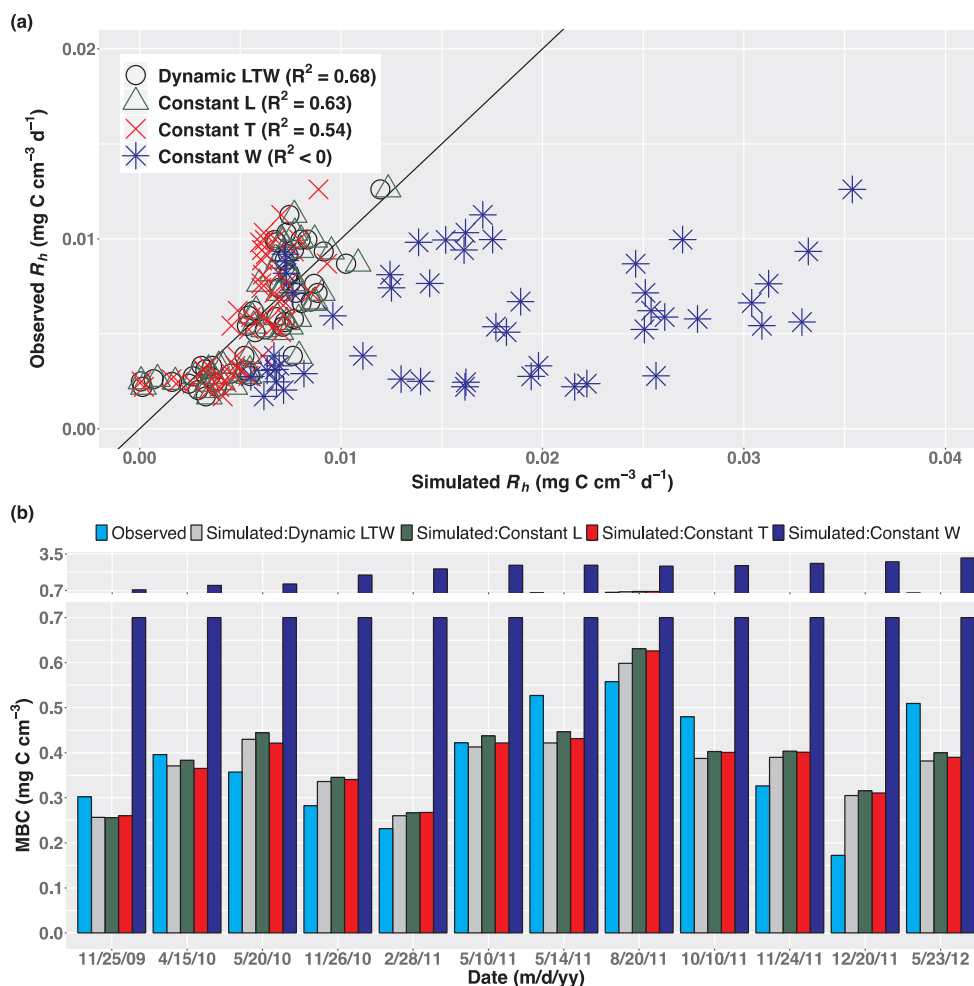 (a)
Observed R_h (mg C cm⁻³ d⁻¹)
0.02
0.01
0.00
Dynamic LTW (R² = 0.68)
Constant L (R² = 0.63)
Constant T (R² = 0.54)
Constant W (R² < 0)
0.00 0.01 0.02 0.03 0.04
Simulated R_h (mg C cm⁻³ d⁻¹)
(b)
Observed Simulated:Dynamic LTW Simulated:Constant L Simulated:Constant T Simulated:Constant W
3.5
0.7
MBC (mg C cm⁻³)
0.7
0.6
0.5
0.4
0.3
0.2
0.1
0.0
11/25/09 4/15/10 5/20/10 11/26/10 2/28/11 5/10/11 5/14/11 8/20/11 10/10/11 11/24/11 12/20/11 5/23/12
Date (m/d/yy)